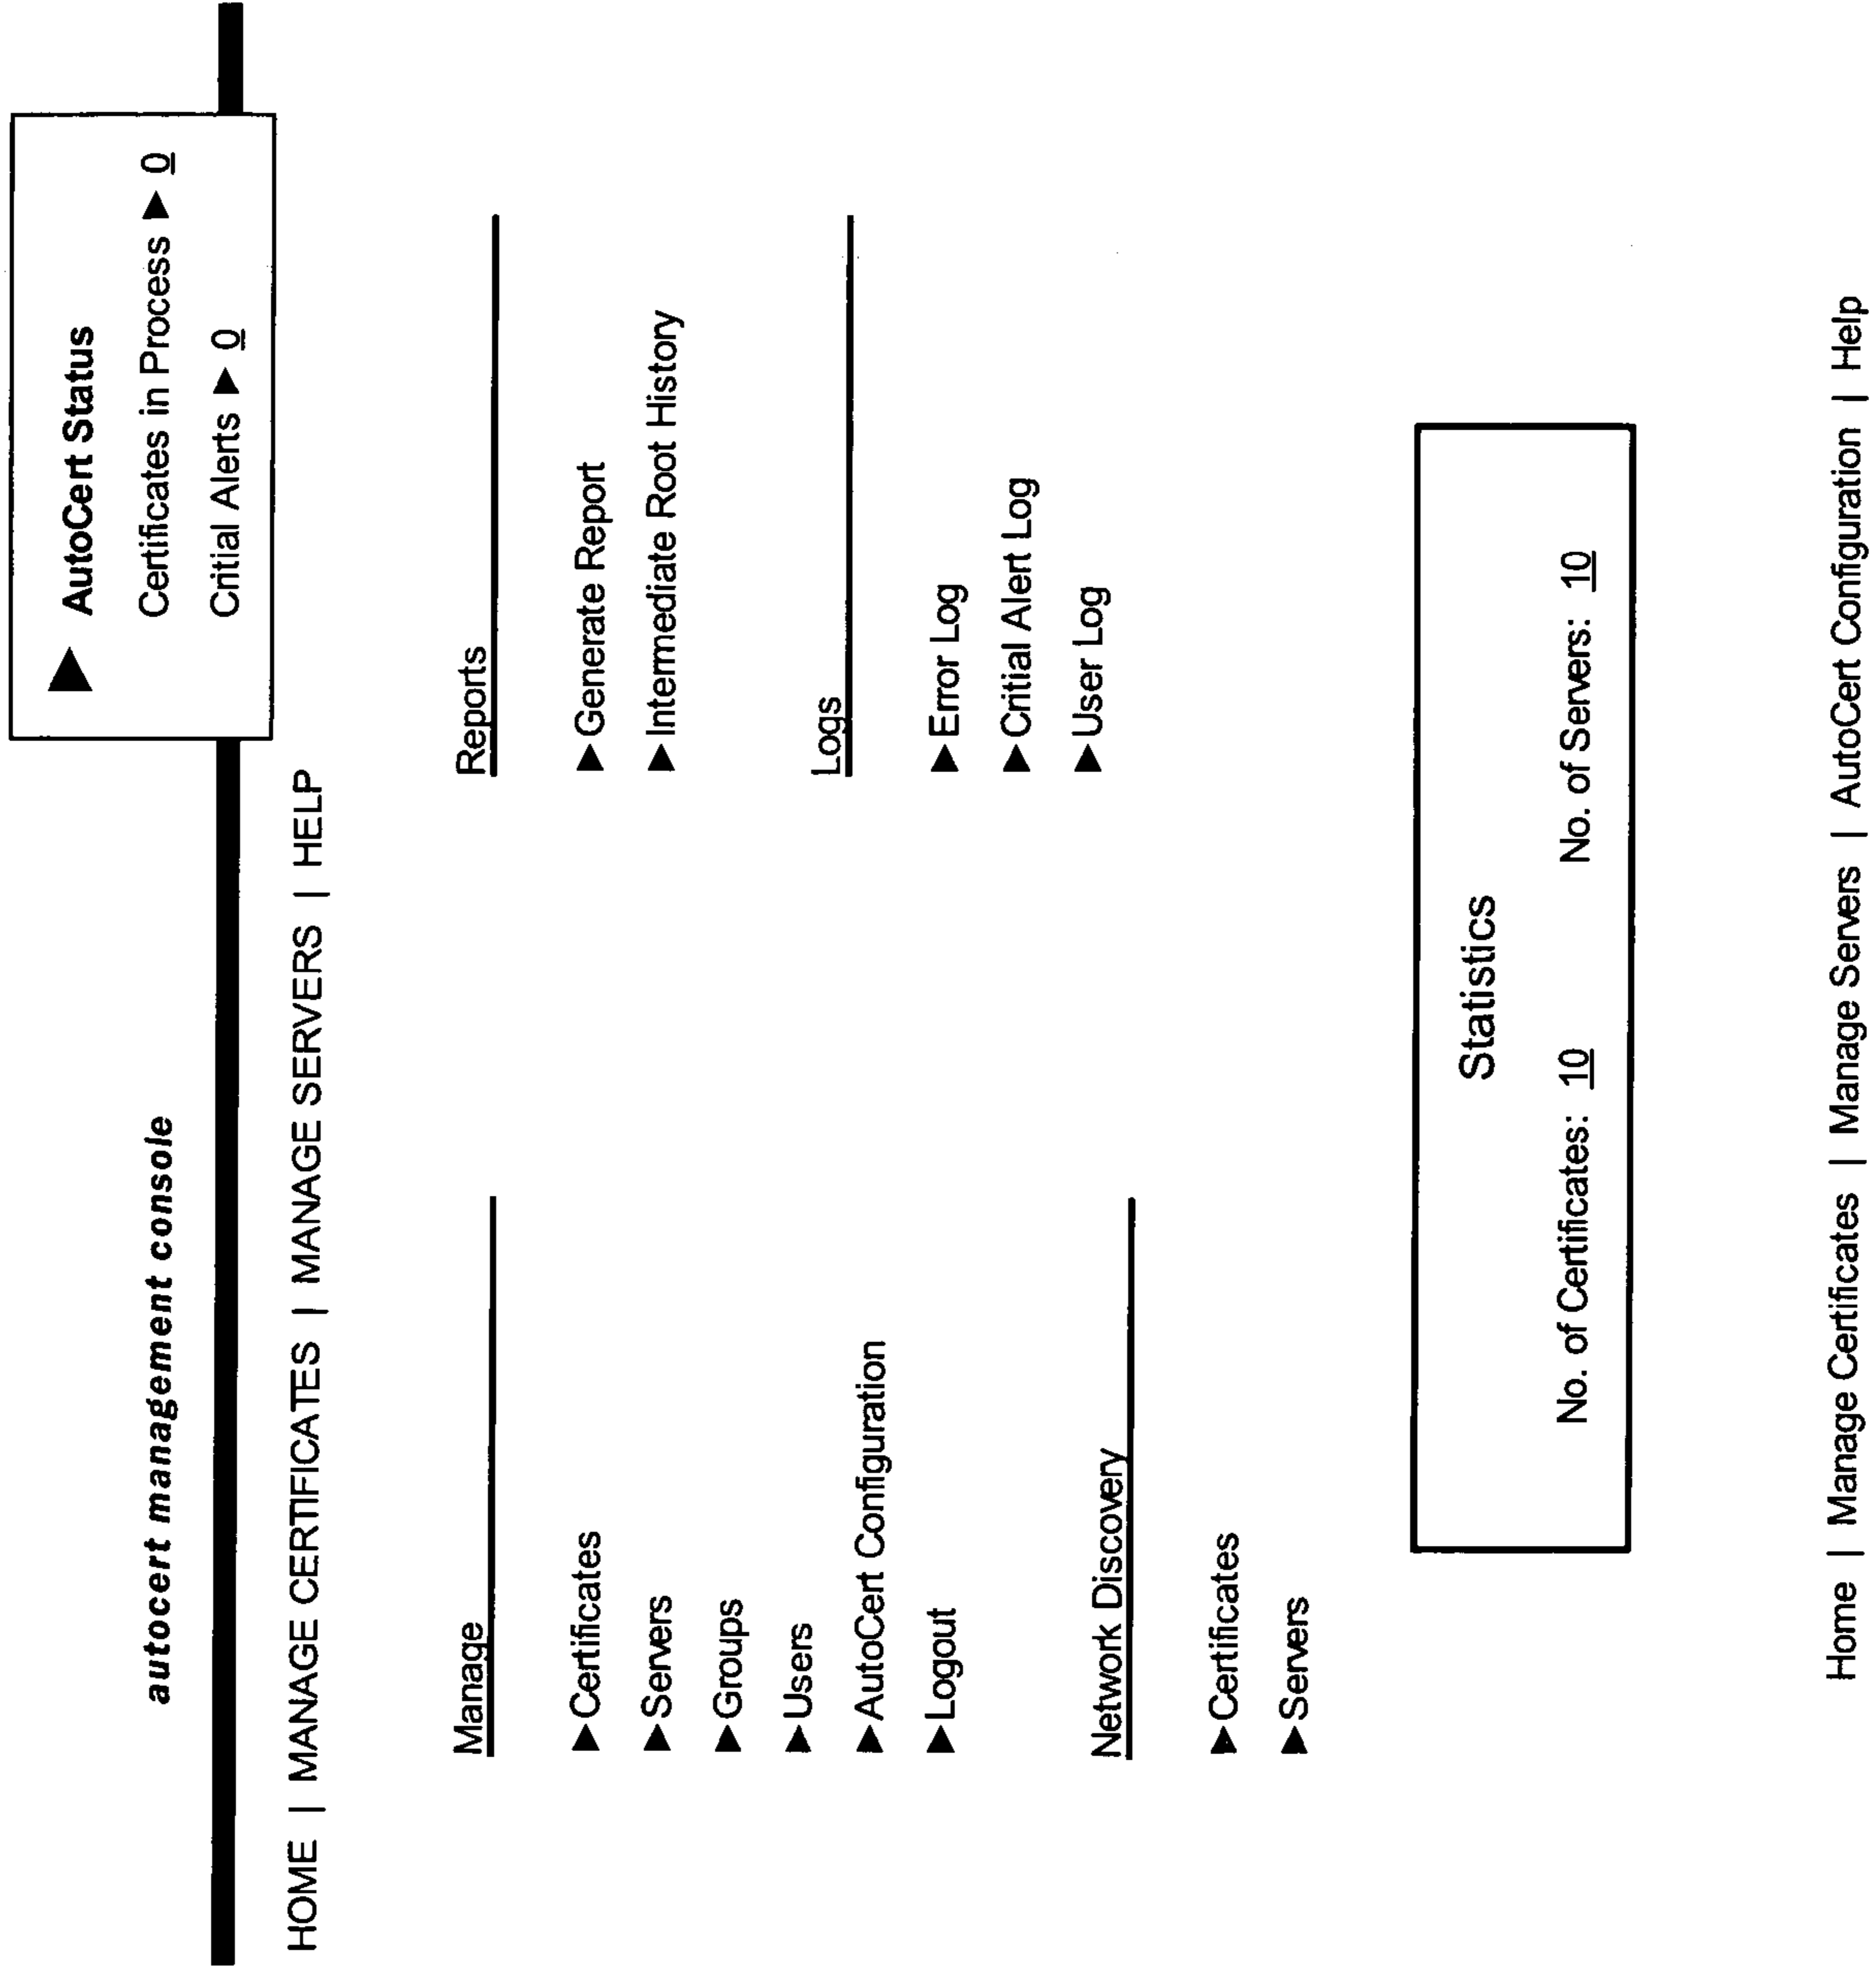 autocert management console
AutoCert Status
Certificates in Process 0
Critial Alerts 0
HOME | MANAGE CERTIFICATES | MANAGE SERVERS | HELP
Manage
Certificates
Servers
Groups
Users
AutoCert Configuration
Logout
Network Discovery
Certificates
Servers
Reports
Generate Report
Intermediate Root History
Logs
Error Log
Critial Alert Log
User Log
Statistics
No. of Certificates: 10 No. of Servers: 10
Home | Manage Certificates | Manage Servers | AutoCert Configuration | Help